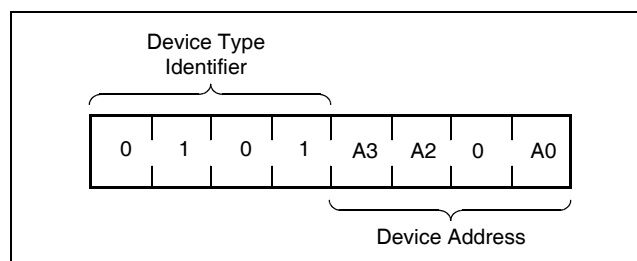 Device Type
Identifier
0 1 0 1 A3 A2 0 A0
Device Address